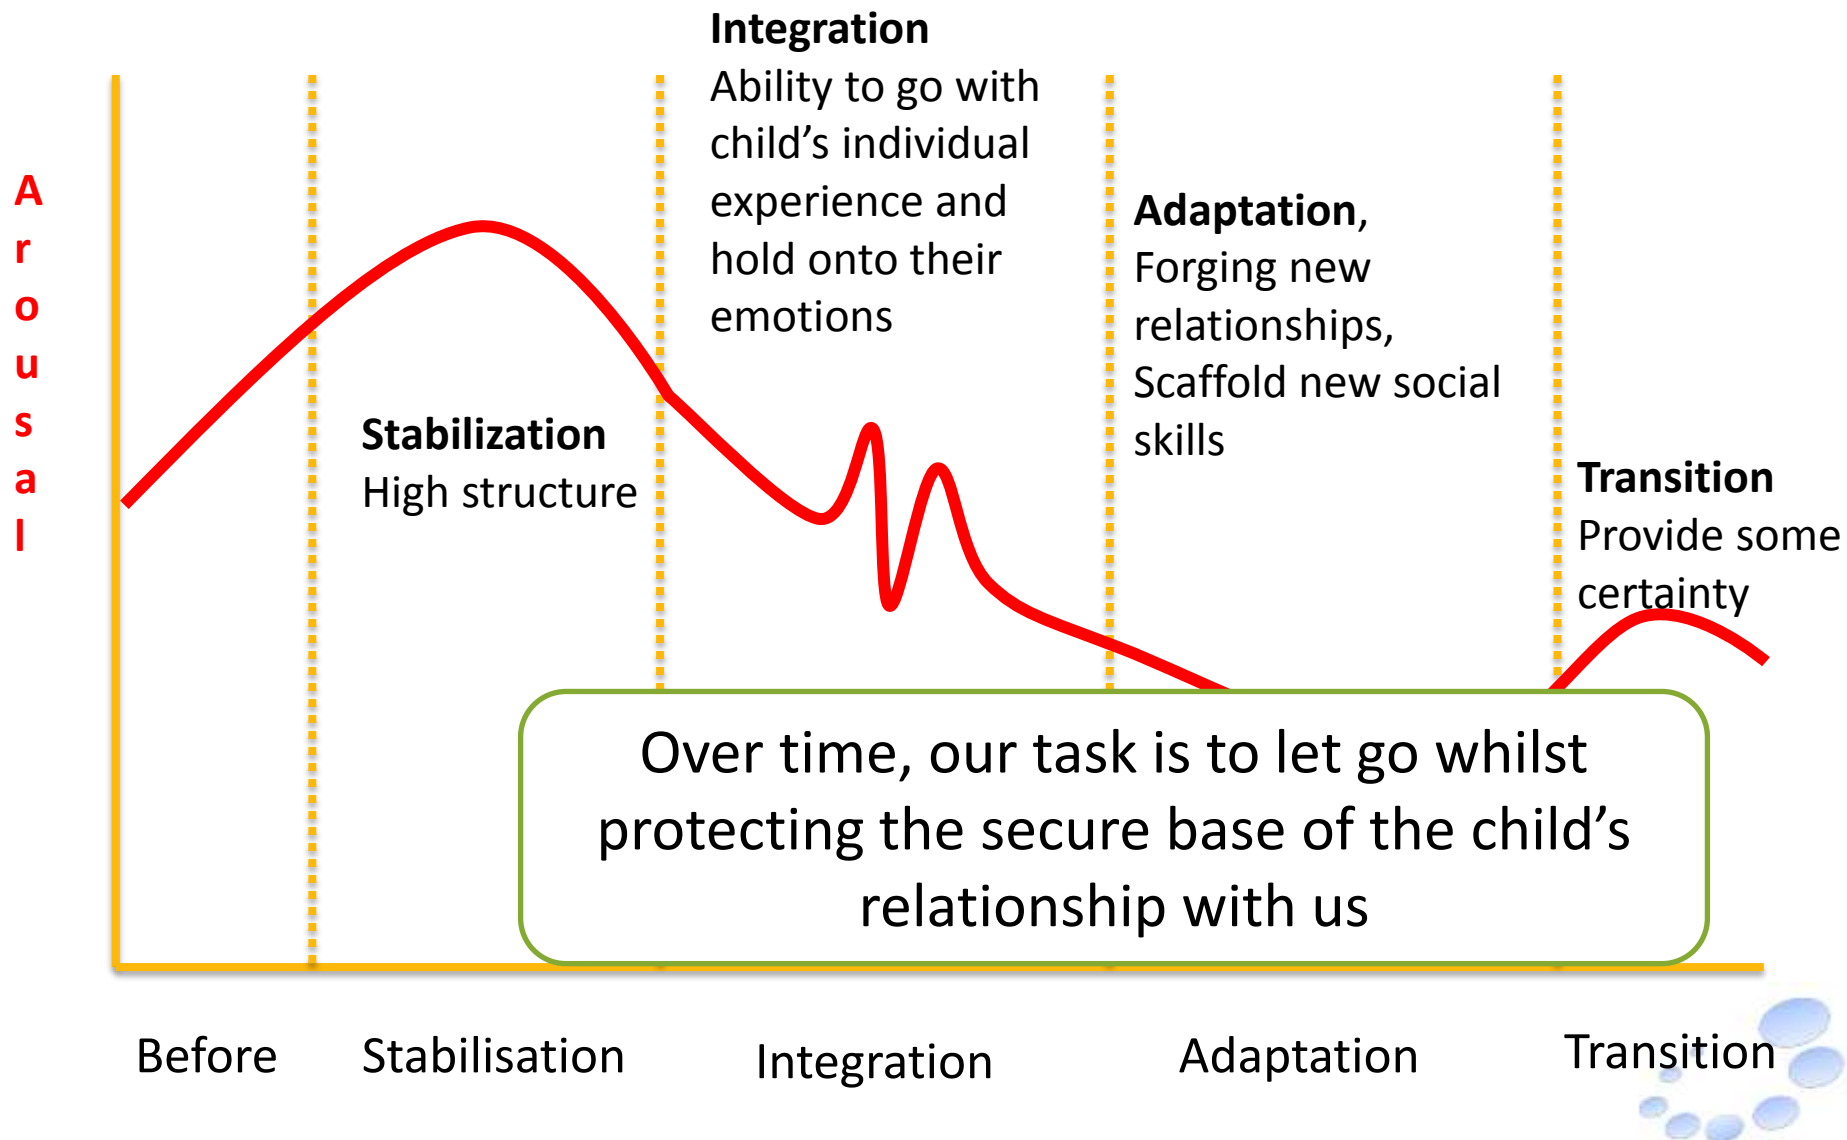 Arousal
Integration
Ability to go with
child’s individual
experience and
hold onto their
emotions
Stabilization
High structure
Adaptation,
Forging new
relationships,
Scaffold new social
skills
Transition
Provide some
certainty
Over time, our task is to let go whilst
protecting the secure base of the child’s
relationship with us
Before
Stabilisation
Integration
Adaptation
Transition